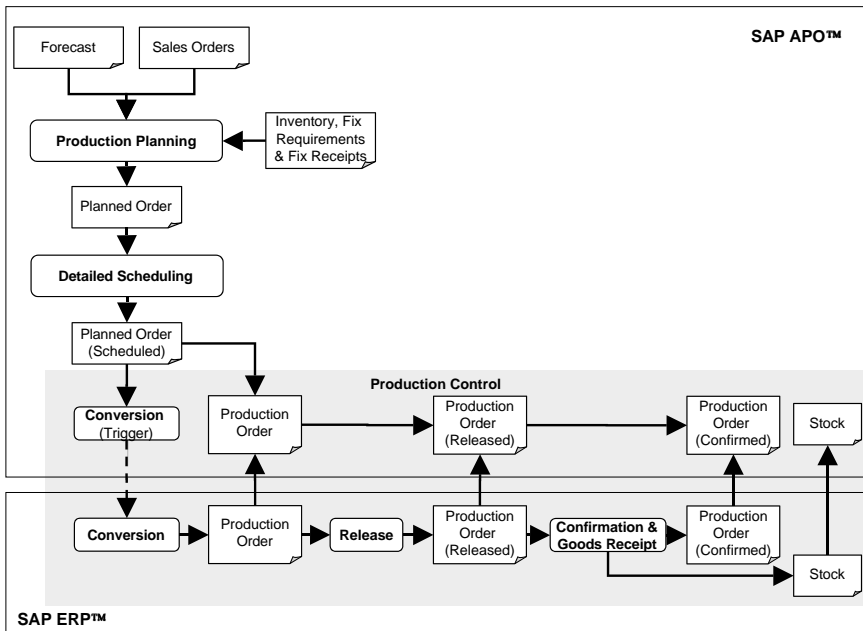 SAP APO™
Forecast
Sales Orders
Production Planning
Inventory, Fix
Requirements
& Fix Receipts
Planned Order
Detailed Scheduling
Planned Order
(Scheduled)
Production Control
Conversion
(Trigger)
Production
Order
Production
Order
(Released)
Production
Order
(Confirmed)
Stock
Conversion
Production
Order
Release
Production
Order
(Released)
Confirmation &
Goods Receipt
Production
Order
(Confirmed)
Stock
SAP ERP™